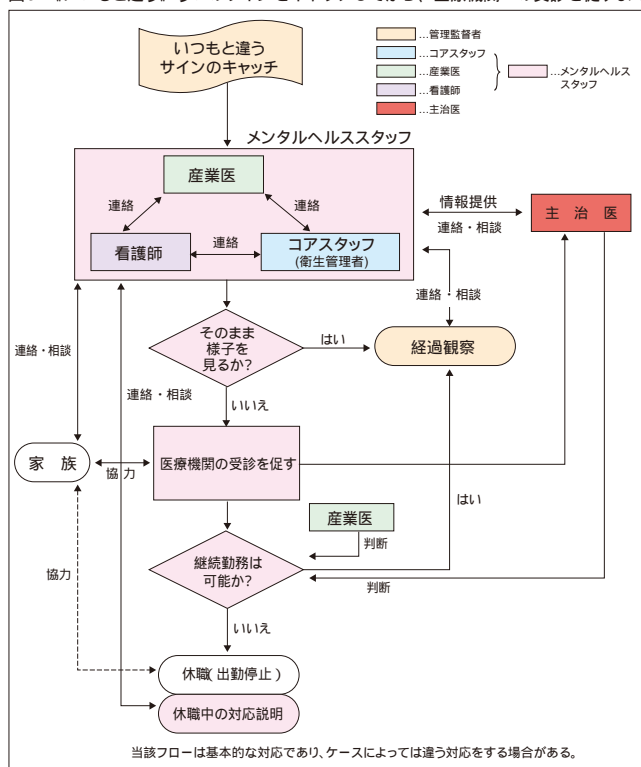 いつもと違う
サインのキャッチ
…管理監督者
…コアスタッフ
…産業医
…看護師
…主治医
…メンタルヘルス
スタッフ
メンタルヘルススタッフ
産業医
連絡
連絡
看護師
連絡
コアスタッフ
(衛生管理者)
情報提供
連絡・相談
主治医
連絡・相談
そのまま
様子を
見るか?
はい
経過観察
連絡・相談
連絡・相談
いいえ
家族
協力
医療機関の受診を促す
はい
産業医
判断
継続勤務は
可能か?
判断
協力
いいえ
休職(出勤停止)
休職中の対応説明
当該フローは基本的な対応であり、ケースによっては違う対応をする場合がある。